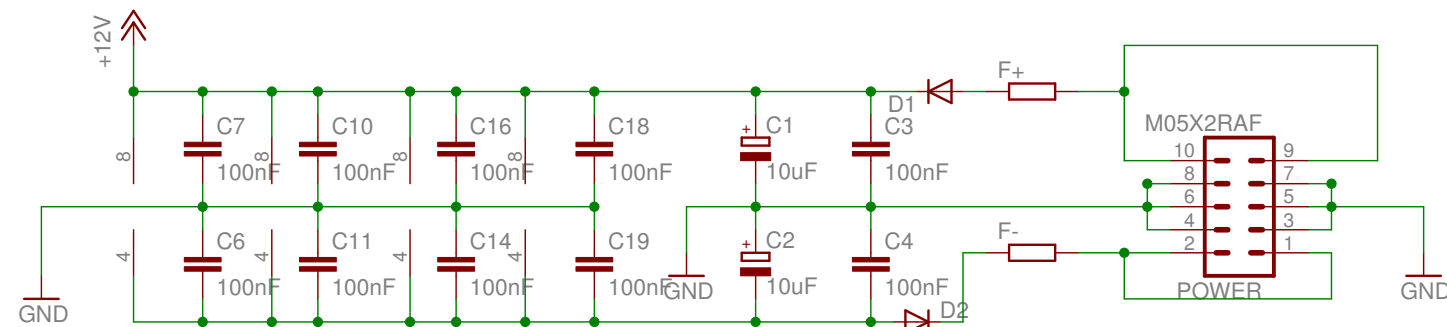 +12V
F+
D1
M05X2RAF
C7
C10
C16
C18
C1
C3
+
100nF
100nF
100nF
100nF
10uF
100nF
8
8
8
8
10
9
8
7
6
5
4
3
2
1
F-
C6
C11
C14
C19
C2
C4
+
4
4
4
4
100nF
100nF
100nF
100nF
10uF
100nF
GND
GND
GND
POWER
D2